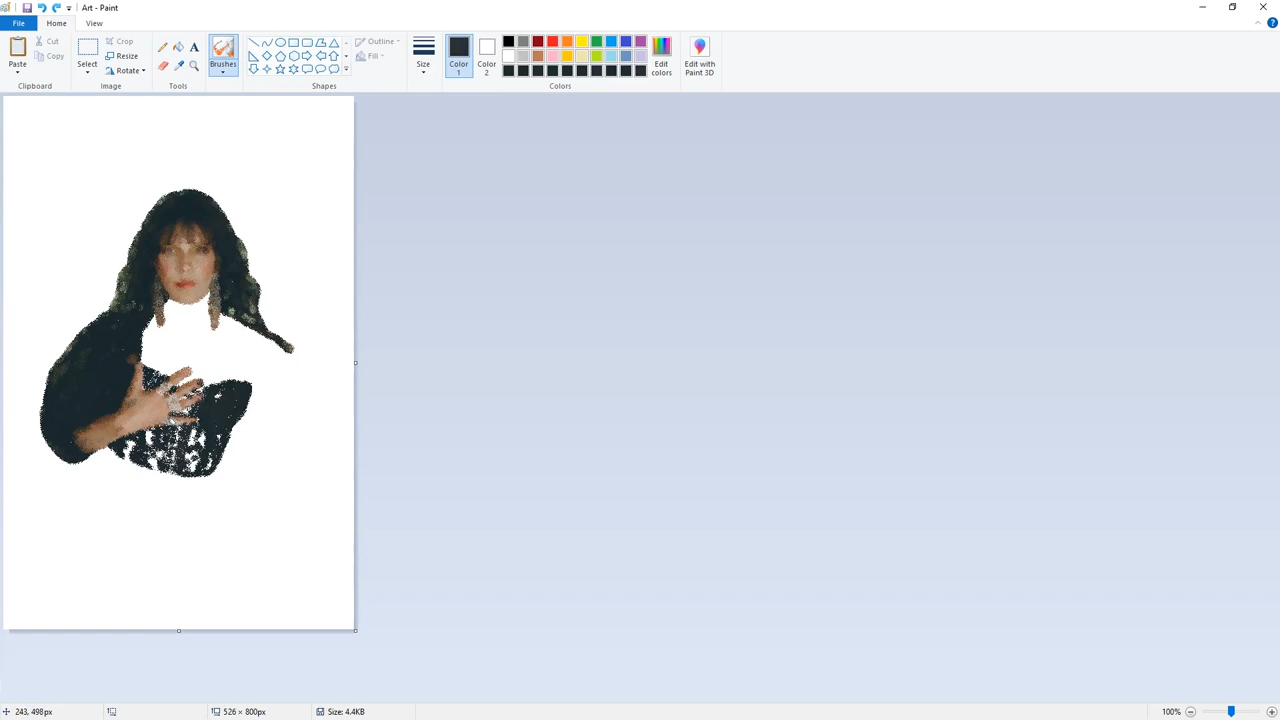 Art - Paint
File Home View
Paste
Cut
Copy
Clipboard
Select
Crop
Resize
Rotate
Image
A
Tools
Brushes
Outline
Fill
Shapes
Size
Color 1
Color 2
Edit colors
Edit with Paint 3D
Colors
243, 498px
526 × 800px
Size: 4.4KB
100%